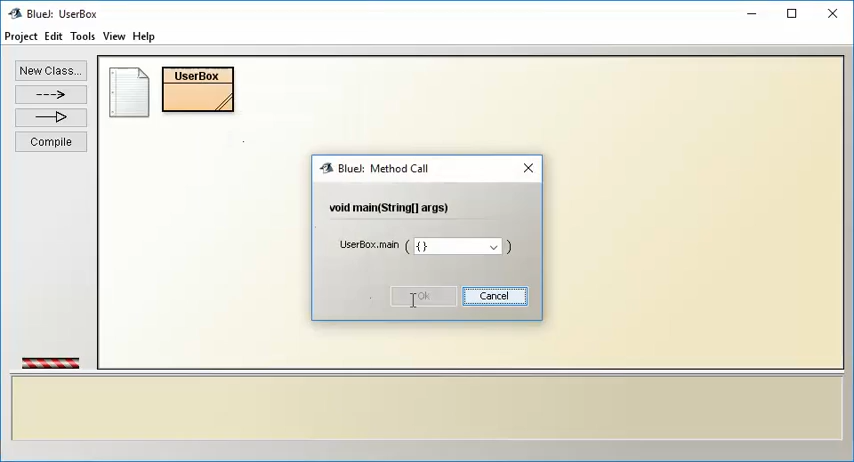 BlueJ: UserBox
Project Edit Tools View Help
New Class...
Compile
UserBox
BlueJ: Method Call
void main(String[] args)
UserBox.main ( {} )
Ok
Cancel